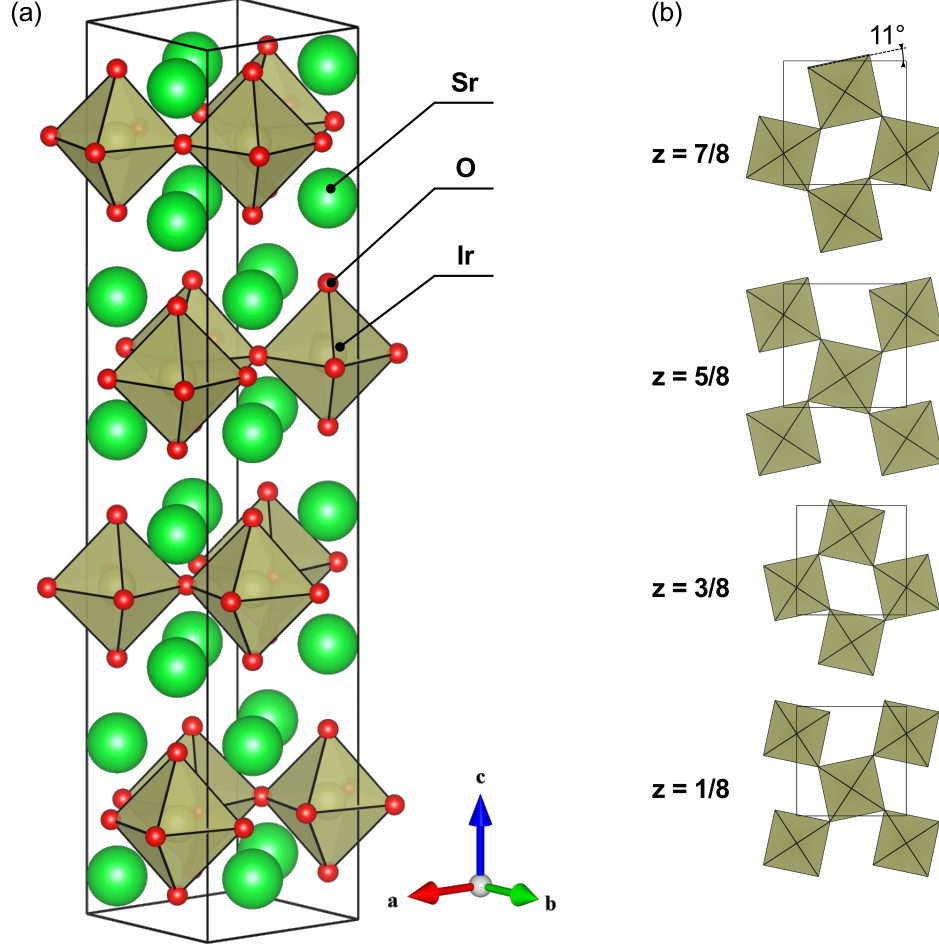 (a)
(b)
11°
Sr
O
Ir
z = 7/8
z = 5/8
z = 3/8
z = 1/8
c
a
b